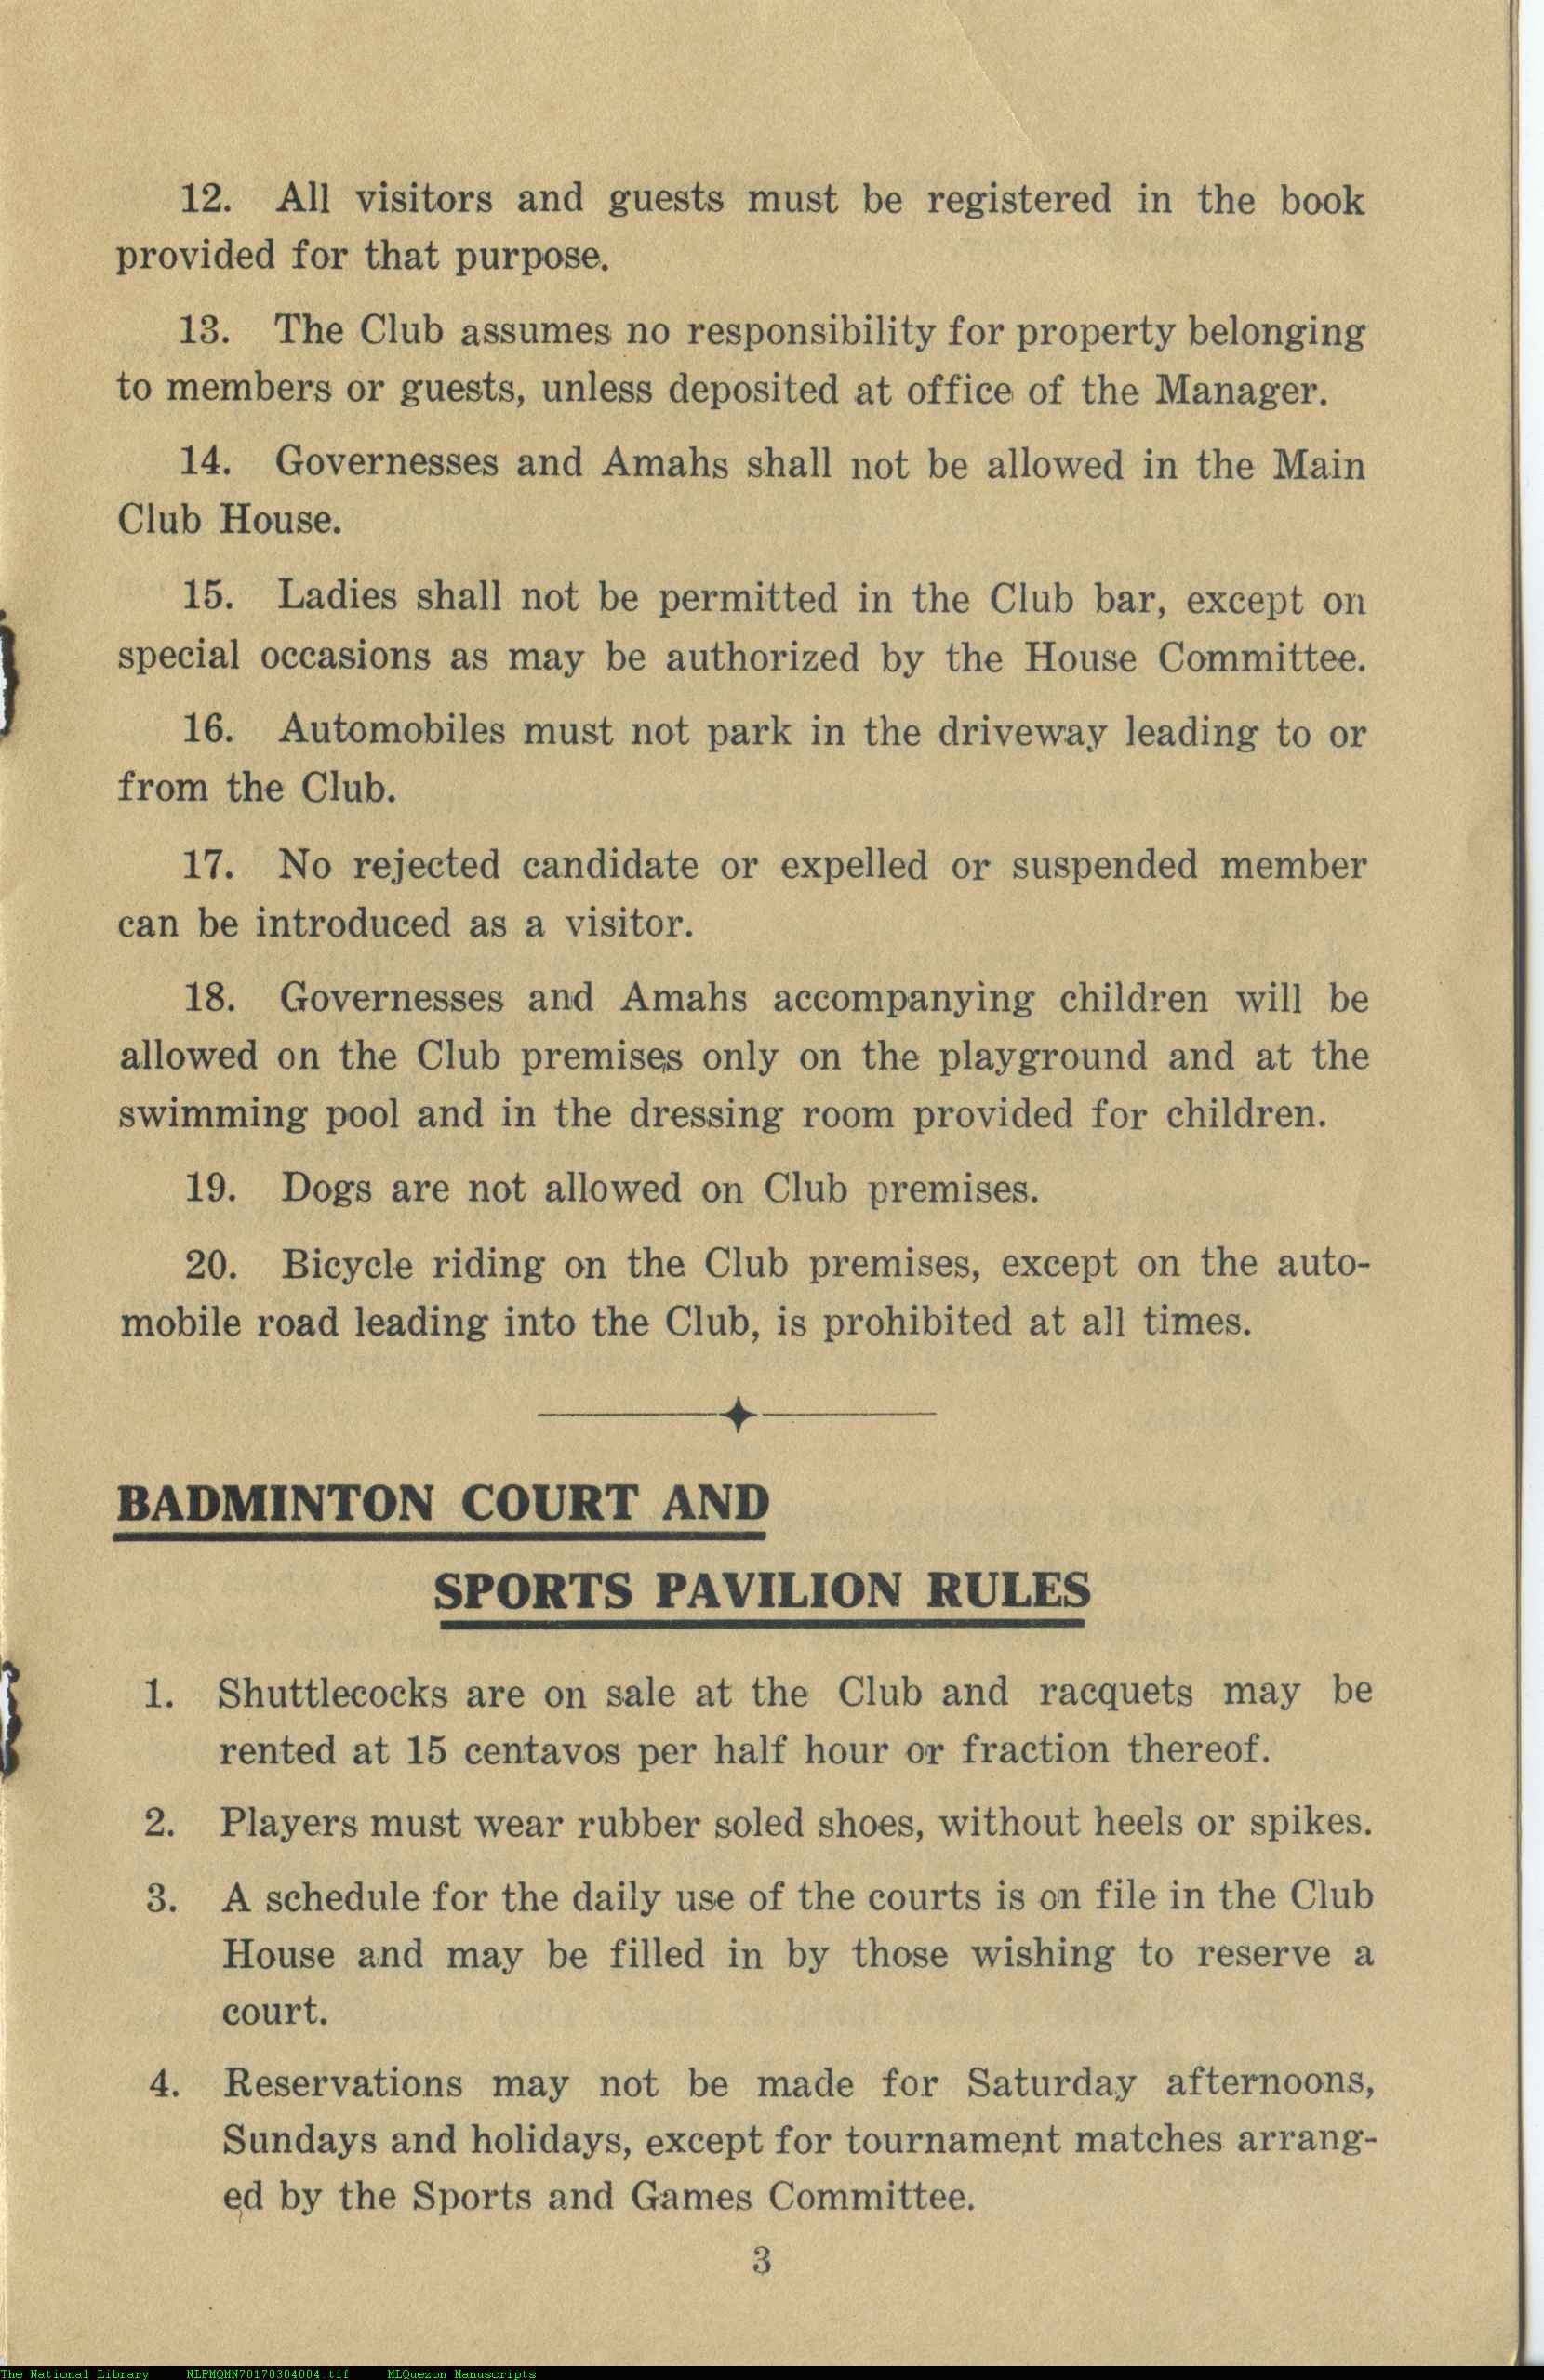 12. All visitors and guests must be registered in the book
provided for that purpose.
13. The Club assumes no responsibility for property belonging
to members or guests, unless deposited at office of the Manager.
14. Governesses and Amahs shall not be allowed in the Main
Club House.
15. Ladies shall not be permitted in the Club bar, except on
special occasions as may be authorized by the House Committee.
16. Automobiles must not park in the driveway leading to or
from the Club.
17. No rejected candidate or expelled or suspended member
can be introduced as a visitor.
18. Governesses and Amahs accompanying children will be
allowed on the Club premises only on the playground and at the
swimming pool and in the dressing room provided for children.
19. Dogs are not allowed on Club premises.
20. Bicycle riding on the Club premises, except on the auto-
mobile road leading into the Club, is prohibited at all times.
BADMINTON COURT AND
SPORTS PAVILION RULES
1. Shuttlecocks are on sale at the Club and racquets may be
rented at 15 centavos per half hour or fraction thereof.
2. Players must wear rubber soled shoes, without heels or spikes.
3. A schedule for the daily use of the courts is on file in the Club
House and may be filled in by those wishing to reserve a
court.
4. Reservations may not be made for Saturday afternoons,
Sundays and holidays, except for tournament matches arrang-
ed by the Sports and Games Committee.
3
The National Library NLPMQMN70170304004.tif MLQuezon Manuscripts